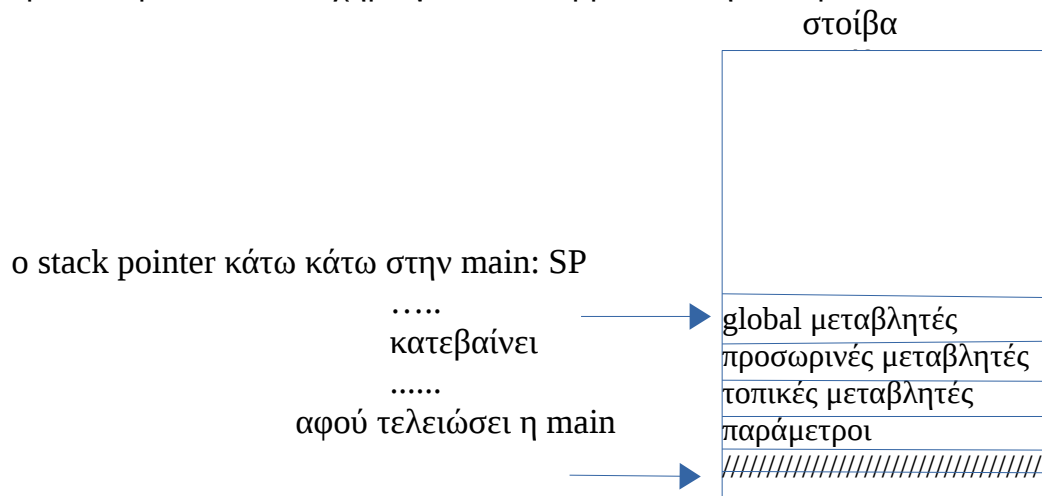 στοίβα
ο stack pointer κάτω κάτω στην main: SP
…..
global μεταβλητές
κατεβαίνει
προσωρινές μεταβλητές
......
τοπικές μεταβλητές
αφού τελειώσει η main
παράμετροι
///////////////////////////////////